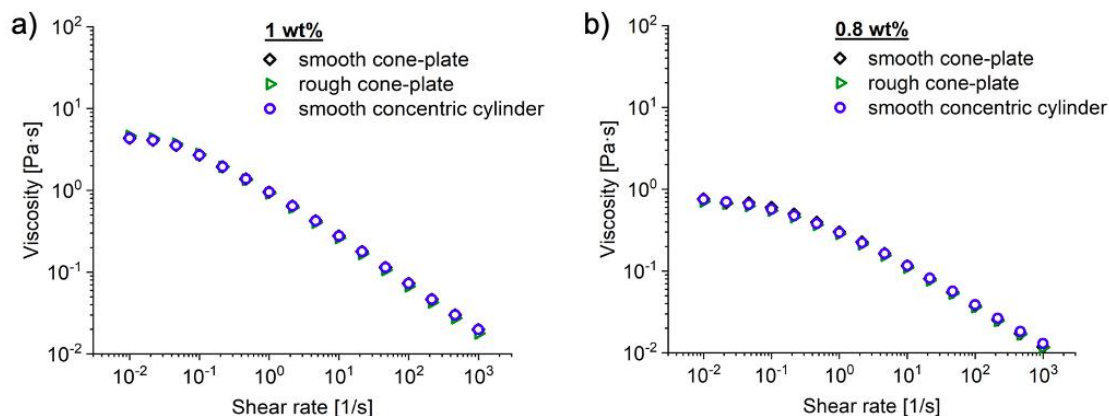 a)
1 wt%
smooth cone-plate
rough cone-plate
smooth concentric cylinder
Viscosity [Pa·s]
10²
10¹
10⁰
10⁻¹
10⁻²
10⁻² 10⁻¹ 10⁰ 10¹ 10² 10³
Shear rate [1/s]
b)
0.8 wt%
smooth cone-plate
rough cone-plate
smooth concentric cylinder
Viscosity [Pa·s]
10²
10¹
10⁰
10⁻¹
10⁻²
10⁻² 10⁻¹ 10⁰ 10¹ 10² 10³
Shear rate [1/s]